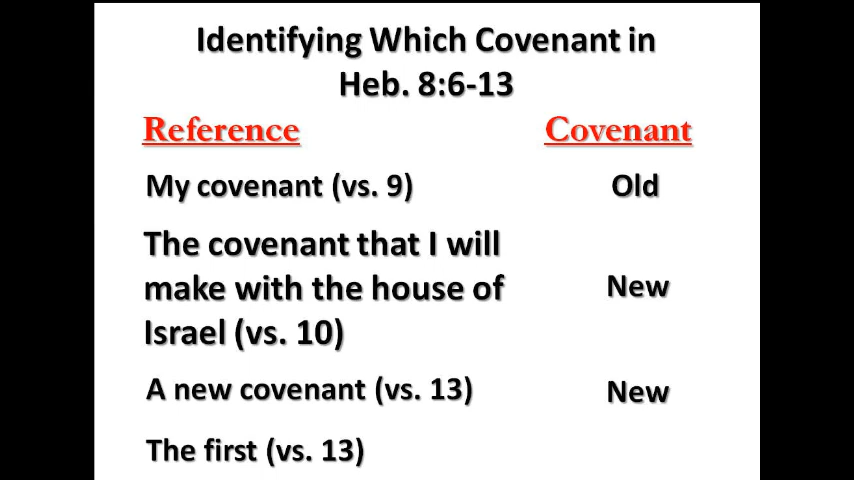 Identifying Which Covenant in
Heb. 8:6-13
Reference Covenant
My covenant (vs. 9) Old
The covenant that I will
make with the house of New
Israel (vs. 10)
A new covenant (vs. 13) New
The first (vs. 13)